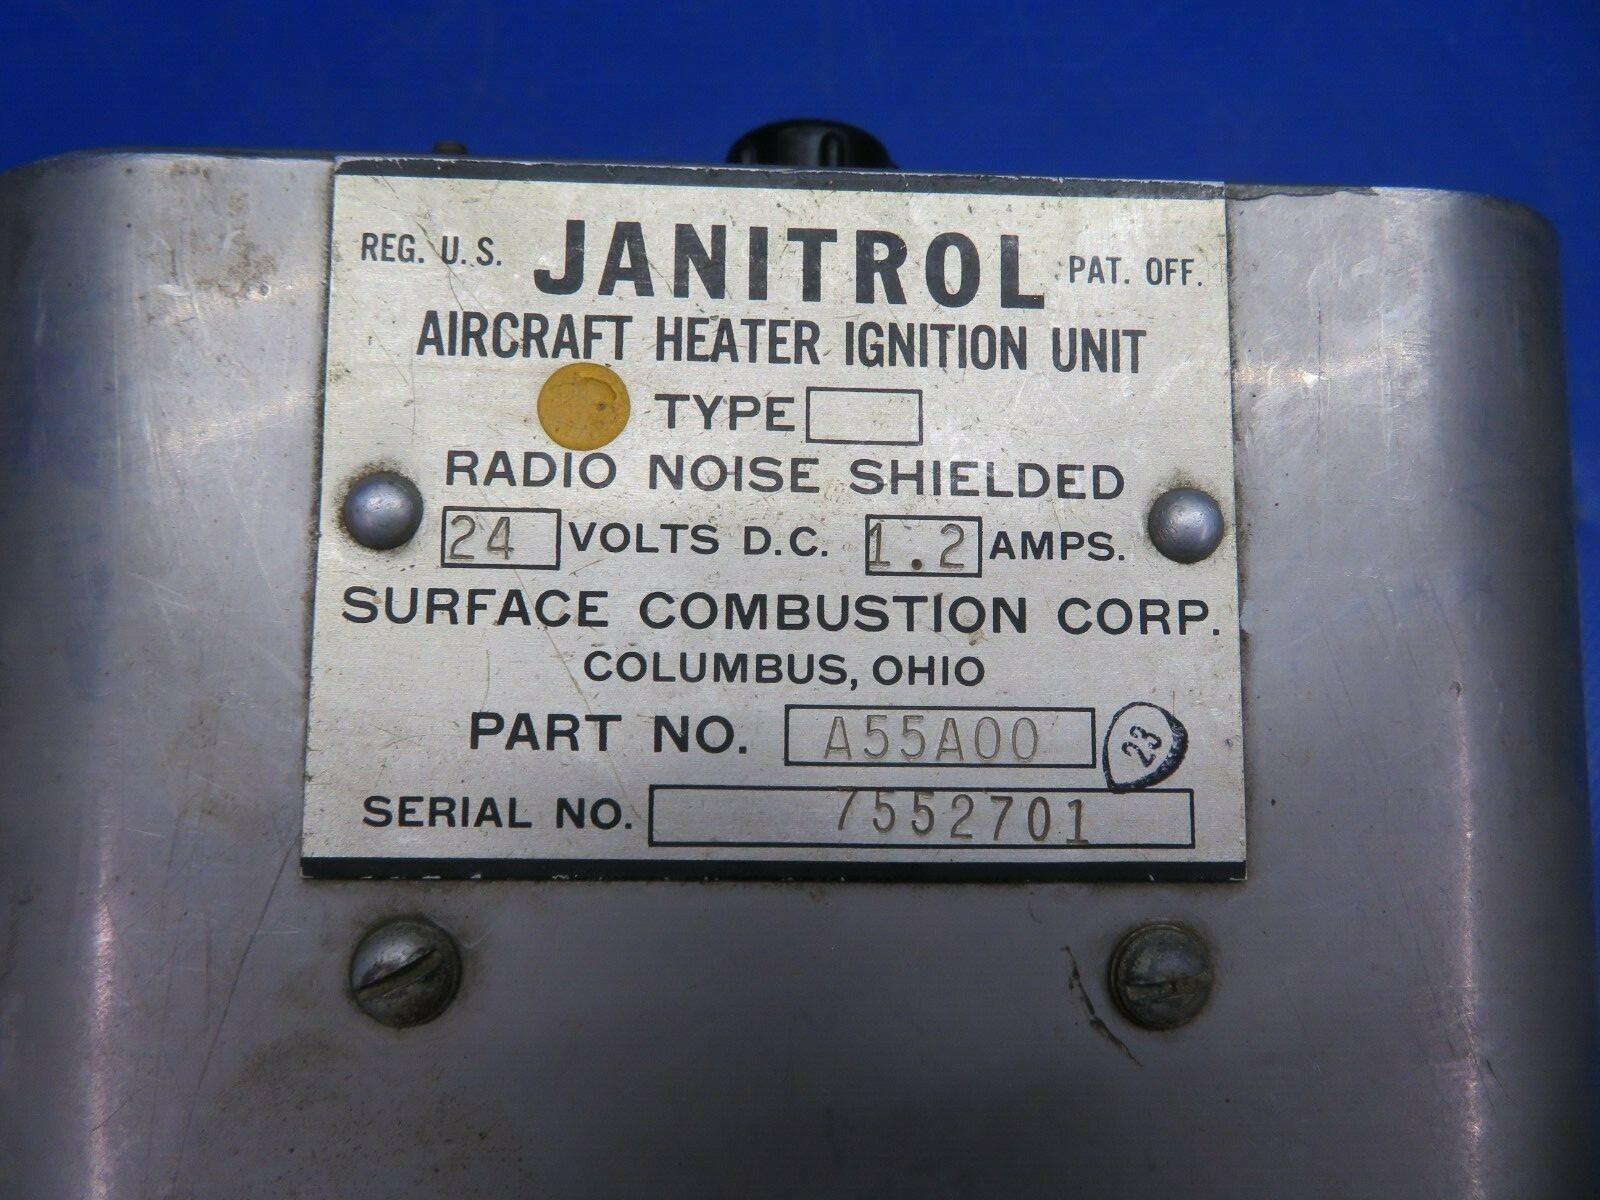 REG. U.S. JANITROL PAT. OFF.
AIRCRAFT HEATER IGNITION UNIT
TYPE
RADIO NOISE SHIELDED
24 VOLTS D.C. 1.2 AMPS.
SURFACE COMBUSTION CORP.
COLUMBUS, OHIO
PART NO. A55A00 23
SERIAL NO. 7552701